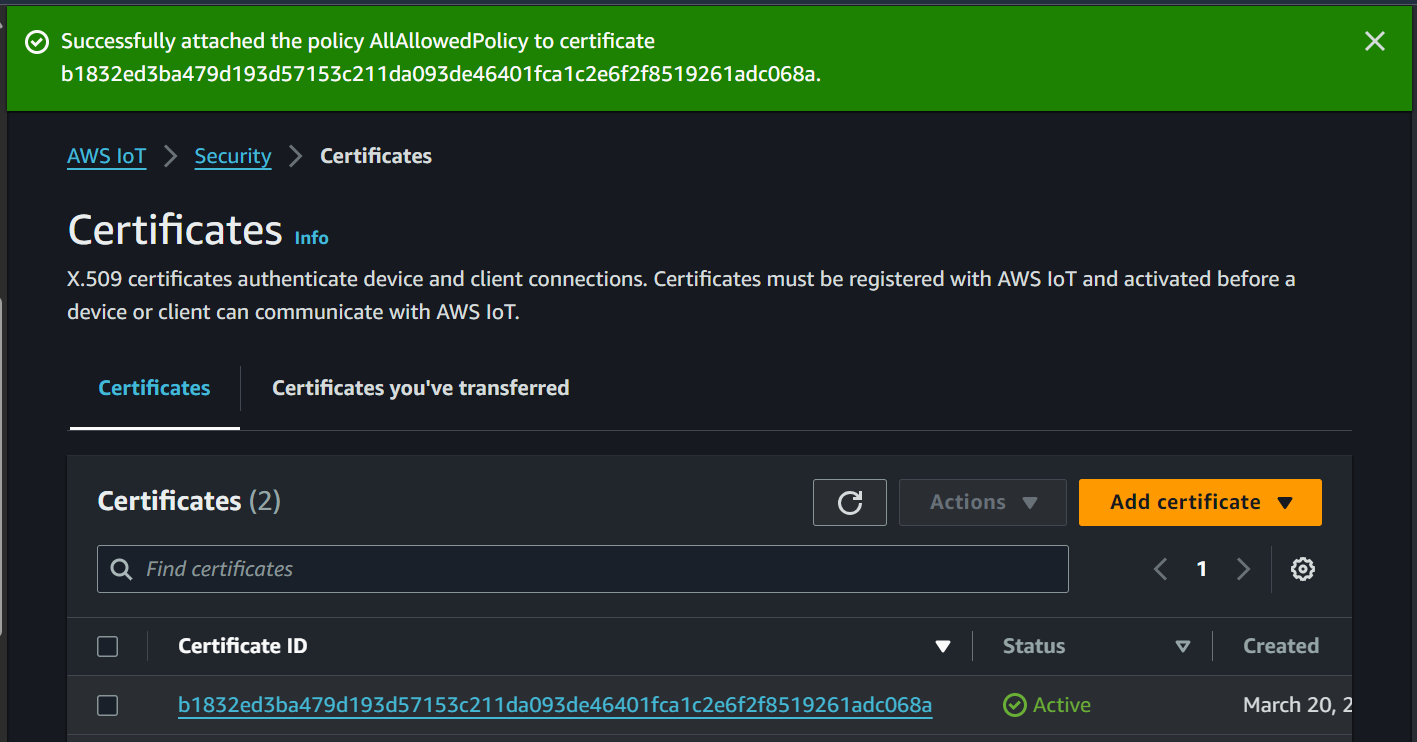 Successfully attached the policy AllAllowedPolicy to certificate
b1832ed3ba479d193d57153c211da093de46401fca1c2e6f2f8519261adc068a.
AWS IoT > Security > Certificates
Certificates Info
X.509 certificates authenticate device and client connections. Certificates must be registered with AWS IoT and activated before a
device or client can communicate with AWS IoT.
Certificates Certificates you've transferred
Certificates (2) Actions Add certificate
Find certificates 1
Certificate ID Status Created
b1832ed3ba479d193d57153c211da093de46401fca1c2e6f2f8519261adc068a Active March 20, 2